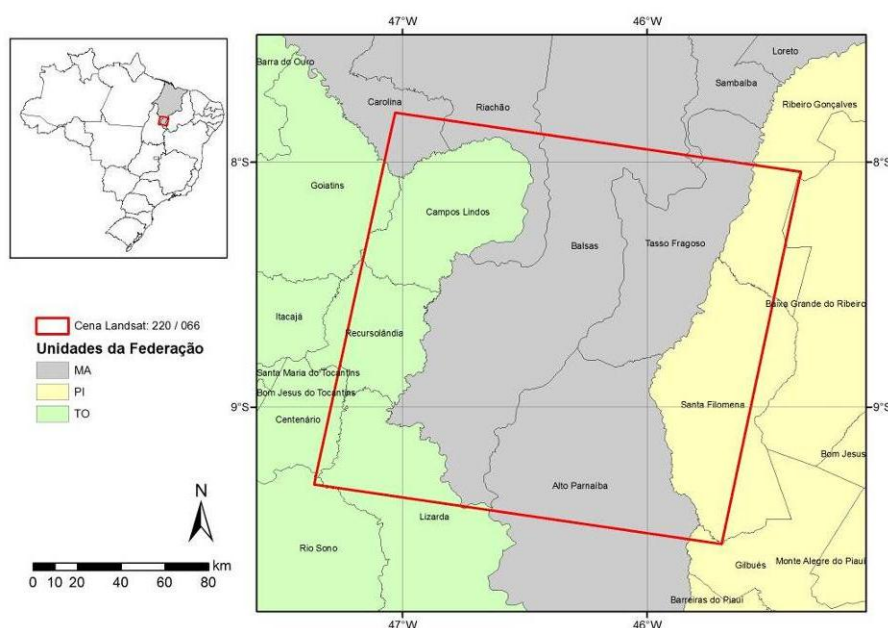 47°W
46°W
Loreto
Barra do Ouro
Sambaíba
Carolina
Riachão
Ribeiro Gonçalves
8°S
8°S
Goiatins
Campos Lindos
Balsas
Tasso Fragoso
Baixa Grande do Ribeiro
Itacajá
Recursolândia
Cena Landsat: 220 / 066
Unidades da Federação
MA
PI
TO
Santa Maria do Tocantins
Bom Jesus do Tocantins
Centenário
Santa Filomena
9°S
9°S
Bom Jesus
Alto Parnaíba
Lizarda
N
Rio Sono
Gilbués
Monte Alegre do Piauí
Barreiras do Piauí
km
0 10 20 40 60 80
47°W
46°W